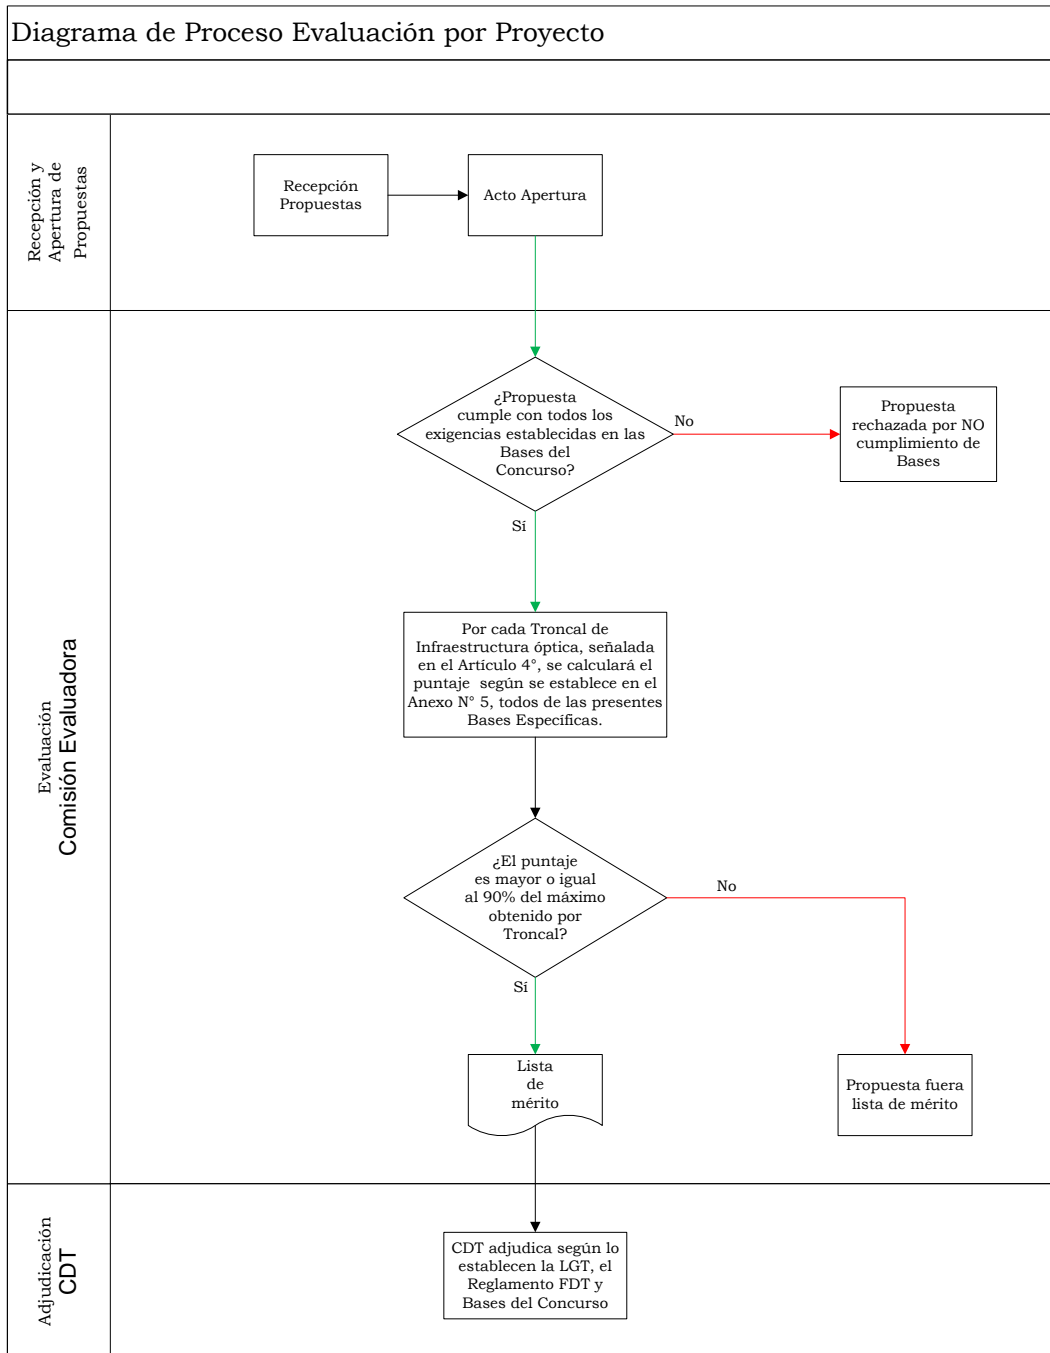 Diagrama de Proceso Evaluación por Proyecto
Recepción y
Apertura de
Propuestas
Recepción
Propuestas
Acto Apertura
¿Propuesta
cumple con todos los
exigencias establecidas en las
Bases del
Concurso?
No
Propuesta
rechazada por NO
cumplimiento de
Bases
Sí
Evaluación
Comisión Evaluadora
Por cada Troncal de
Infraestructura óptica, señalada
en el Artículo 4°, se calculará el
puntaje según se establece en el
Anexo N° 5, todos de las presentes
Bases Específicas.
¿El puntaje
es mayor o igual
al 90% del máximo
obtenido por
Troncal?
No
Sí
Lista
de
mérito
Propuesta fuera
lista de mérito
Adjudicación
CDT
CDT adjudica según lo
establecen la LGT, el
Reglamento FDT y
Bases del Concurso